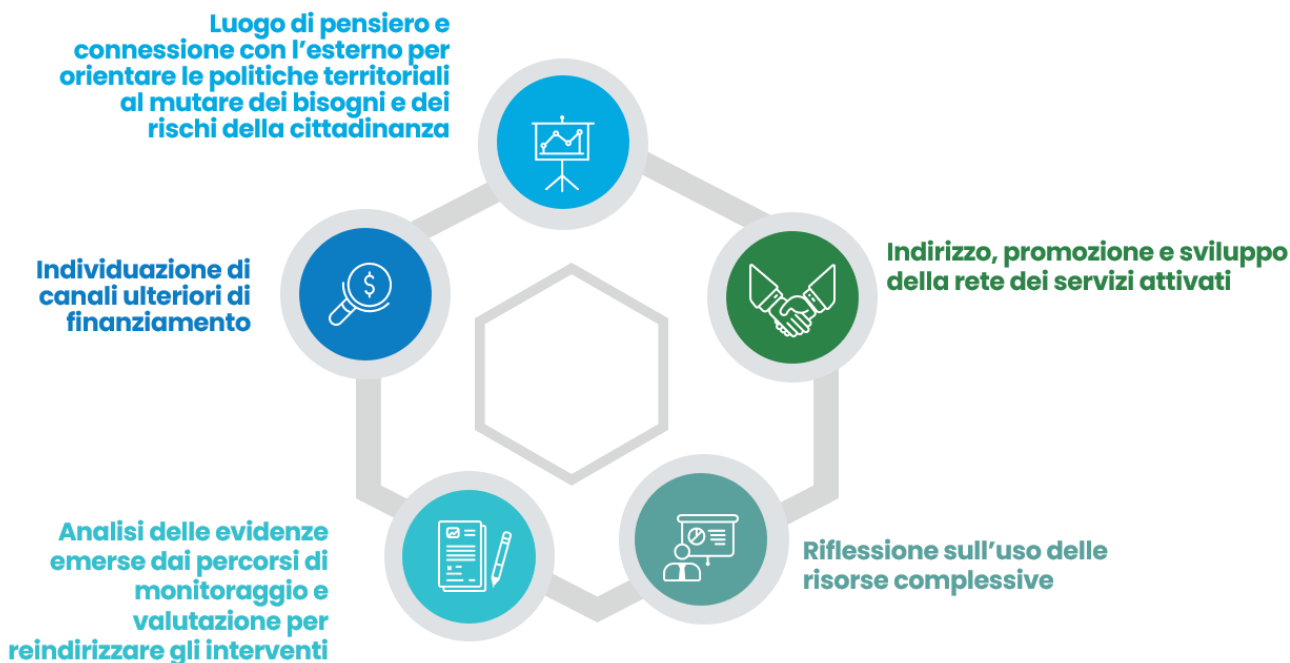 Luogo di pensiero e
connessione con l’esterno per
orientare le politiche territoriali
al mutare dei bisogni e dei
rischi della cittadinanza
Indirizzo, promozione e sviluppo
della rete dei servizi attivati
Individuazione di
canali ulteriori di
finanziamento
$
Analisi delle evidenze
emerse dai percorsi di
monitoraggio e
valutazione per
reindirizzare gli interventi
Riflessione sull’uso delle
risorse complessive